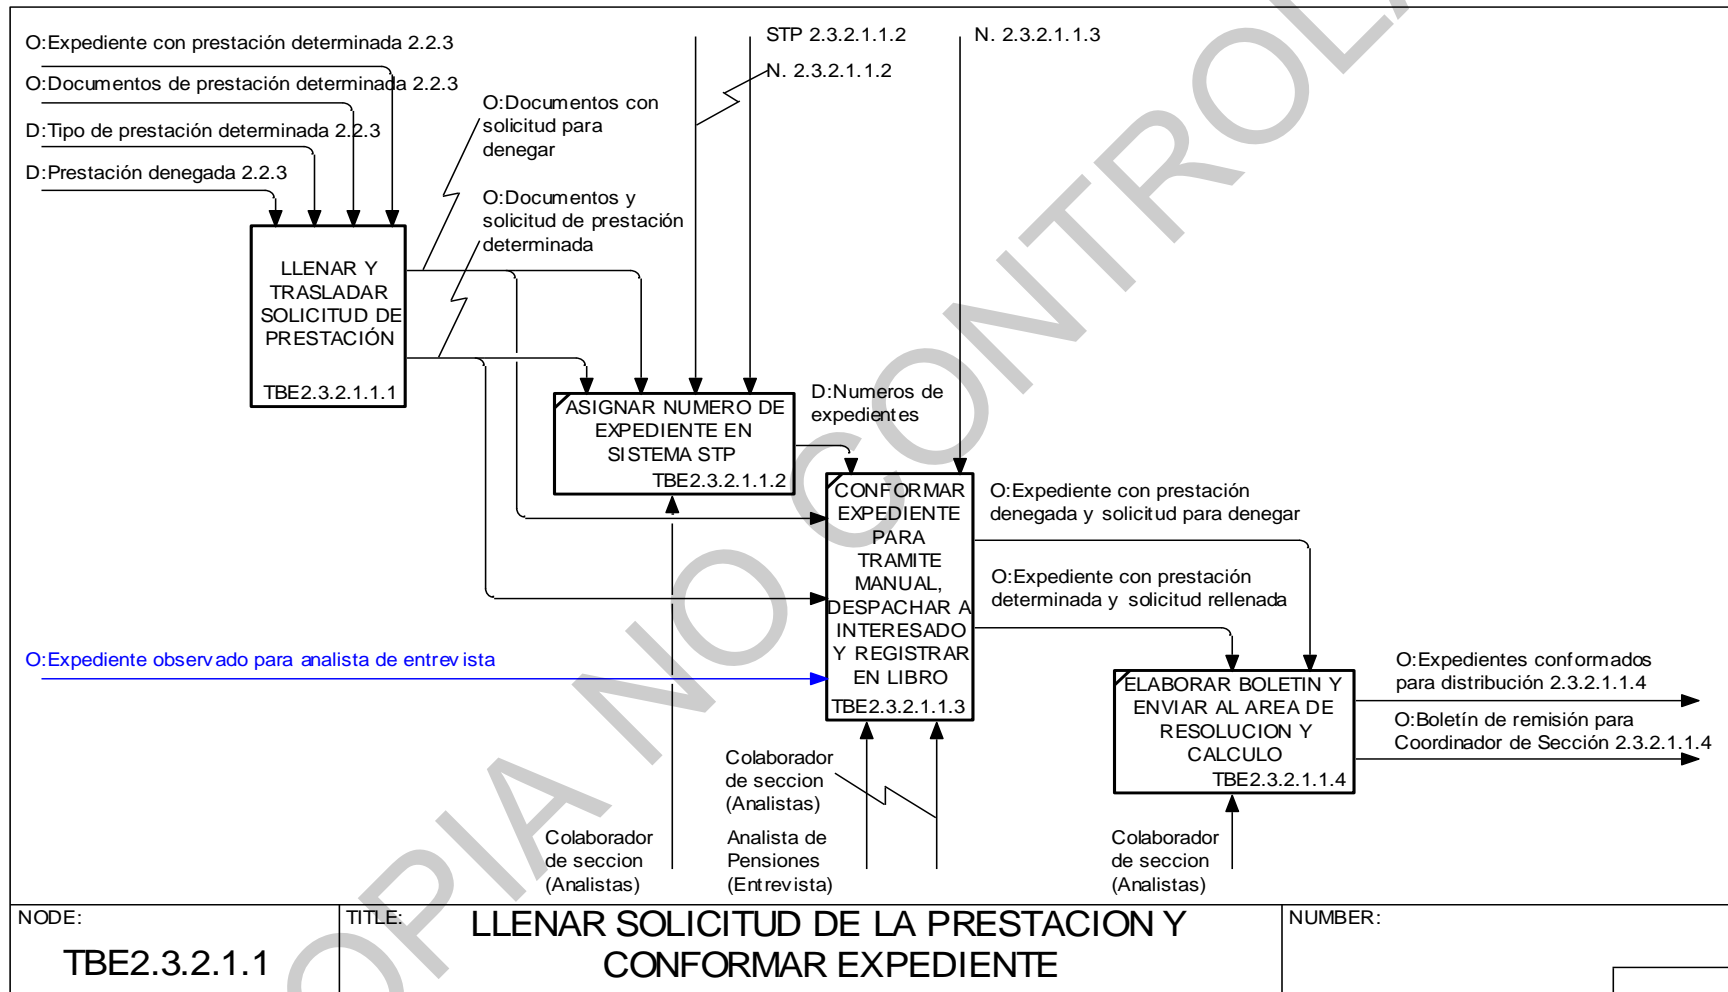 O:Expediente con prestación determinada 2.2.3
O:Documentos de prestación determinada 2.2.3
D:Tipo de prestación determinada 2.2.3
D:Prestación denegada 2.2.3
O:Documentos con
solicitud para
denegar
O:Documentos y
solicitud de prestación
determinada
STP 2.3.2.1.1.2
N. 2.3.2.1.1.2
N. 2.3.2.1.1.3
LLENAR Y
TRASLADAR
SOLICITUD DE
PRESTACIÓN
TBE2.3.2.1.1.1
ASIGNAR NUMERO DE
EXPEDIENTE EN
SISTEMA STP
TBE2.3.2.1.1.2
D:Numeros de
expedientes
CONFORMAR
EXPEDIENTE
PARA
TRAMITE
MANUAL,
DESPACHAR A
INTERESADO
Y REGISTRAR
EN LIBRO
TBE2.3.2.1.1.3
O:Expediente con prestación
denegada y solicitud para denegar
O:Expediente con prestación
determinada y solicitud rellenada
O:Expediente observado para analista de entrevista
ELABORAR BOLETIN Y
ENVIAR AL AREA DE
RESOLUCION Y
CALCULO
TBE2.3.2.1.1.4
O:Expedientes conformados
para distribución 2.3.2.1.1.4
O:Boletín de remisión para
Coordinador de Sección 2.3.2.1.1.4
Colaborador
de seccion
(Analistas)
Colaborador
de seccion
(Analistas)
Analista de
Pensiones
(Entrevista)
Colaborador
de seccion
(Analistas)
NODE:
TBE2.3.2.1.1
TITLE:
LLENAR SOLICITUD DE LA PRESTACION Y
CONFORMAR EXPEDIENTE
NUMBER:
OPIA NO CONTROLA